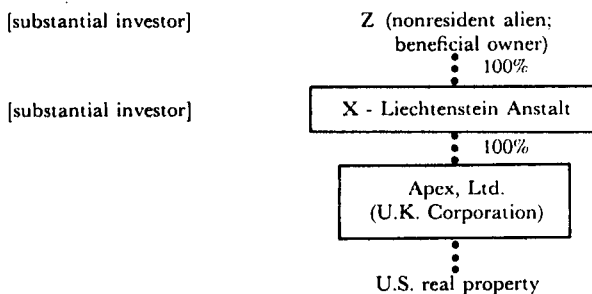 [substantial investor] Z (nonresident alien;
beneficial owner)
100%
[substantial investor] X - Liechtenstein Anstalt
100%
Apex, Ltd.
(U.K. Corporation)
U.S. real property